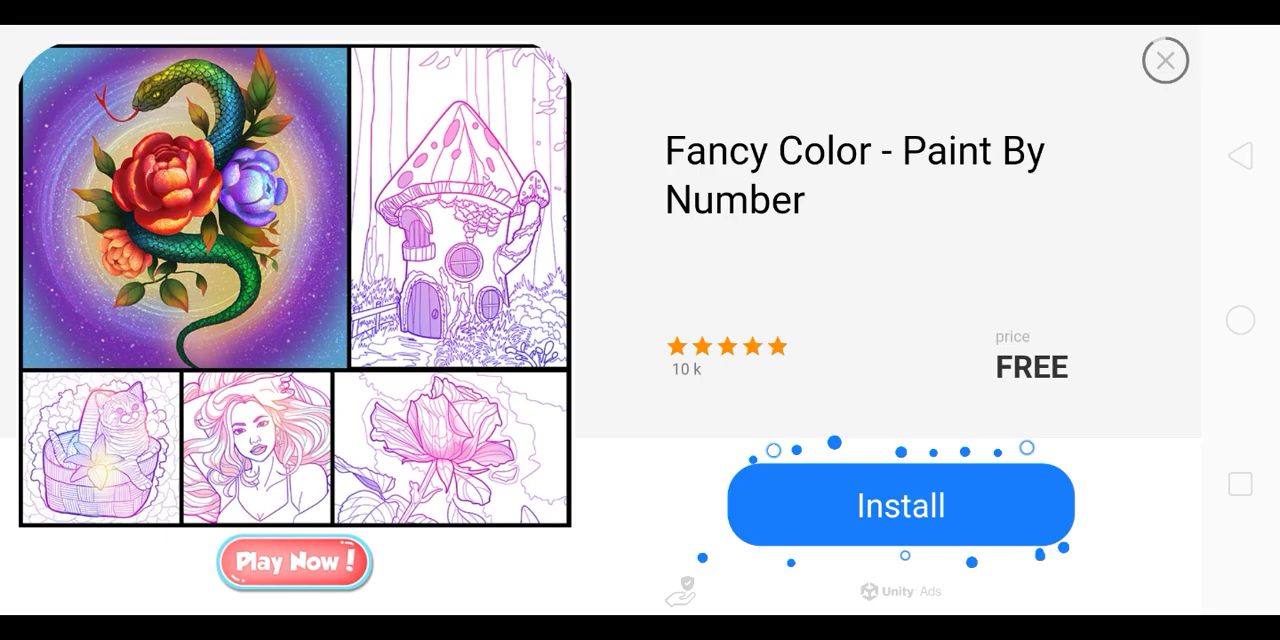 Fancy Color - Paint By
Number
10 k
price
FREE
Install
Play Now!
Unity Ads